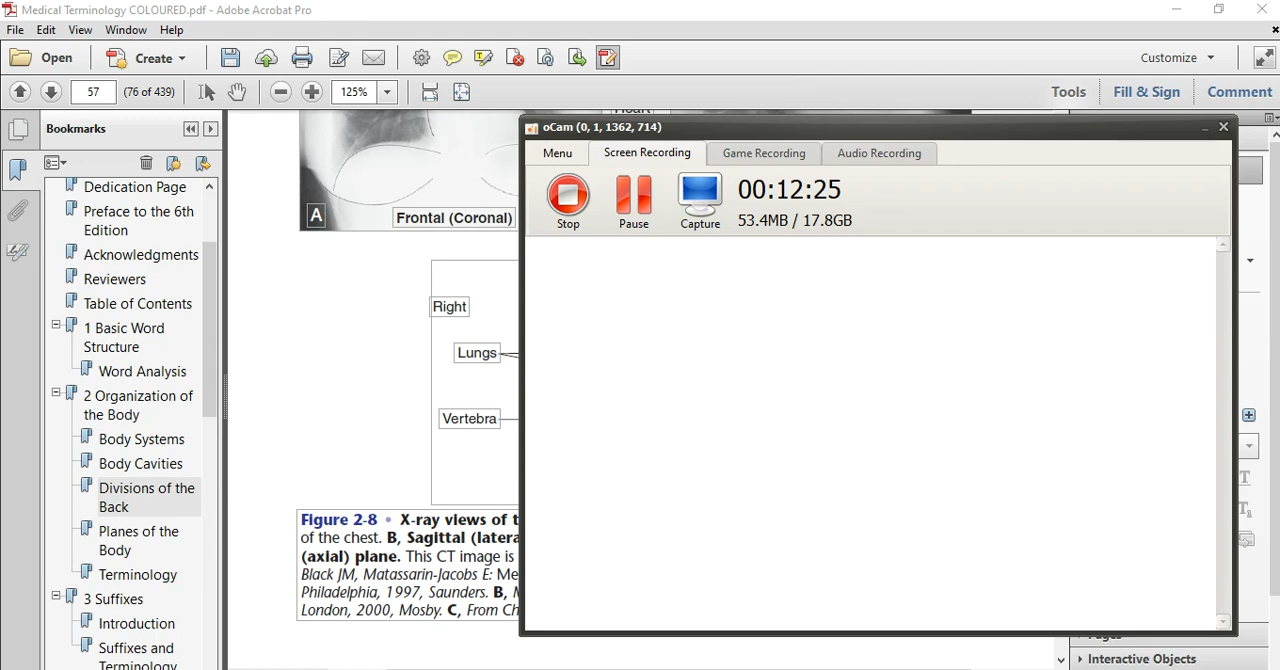 Medical Terminology COLOURED.pdf - Adobe Acrobat Pro
File Edit View Window Help
Open Create Customize
57 (76 of 439) 125% Tools Fill & Sign Comment
Bookmarks
Dedication Page
Preface to the 6th
Edition
Acknowledgments
Reviewers
Table of Contents
1 Basic Word
Structure
Word Analysis
2 Organization of
the Body
Body Systems
Body Cavities
Divisions of the
Back
Planes of the
Body
Terminology
3 Suffixes
Introduction
Suffixes and
Terminology
Heart
A
Frontal (Coronal)
Right
Lungs
Vertebra
Figure 2-8 • X-ray views of t
of the chest. B, Sagittal (latera
(axial) plane. This CT image is
Black JM, Matassarin-Jacobs E: Me
Philadelphia, 1997, Saunders. B, M
London, 2000, Mosby. C, From Ch
oCam (0, 1, 1362, 714)
Menu Screen Recording Game Recording Audio Recording
Stop Pause Capture
00:12:25
53.4MB / 17.8GB
Pages
Interactive Objects